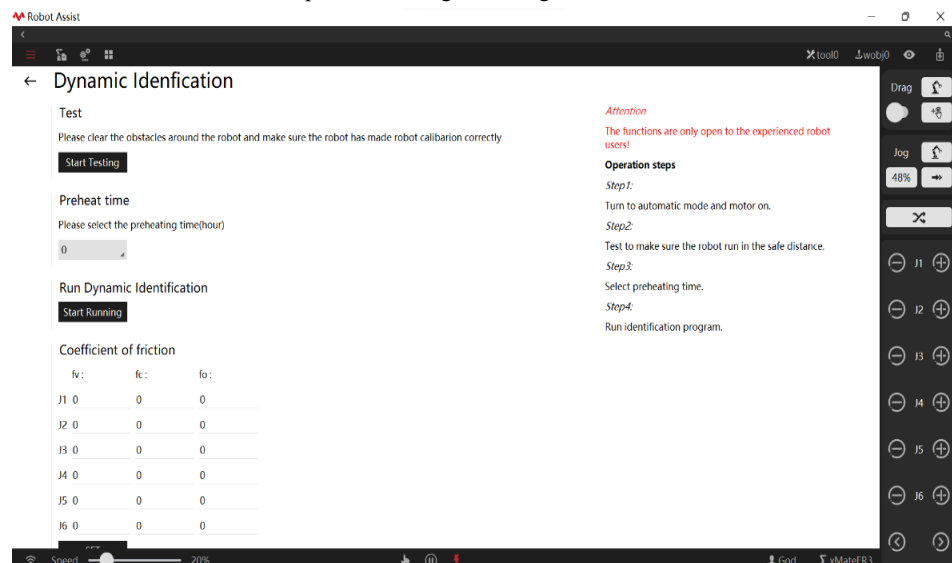 Robot Assist
tool0 wobj0
Dynamic Idenfication
Test
Please clear the obstacles around the robot and make sure the robot has made robot calibarion correctly
Start Testing
Preheat time
Please select the preheating time(hour)
0
Run Dynamic Identification
Start Running
Coefficient of friction
fv : fc : fo :
J1 0 0 0
J2 0 0 0
J3 0 0 0
J4 0 0 0
J5 0 0 0
J6 0 0 0
SET
Attention
The functions are only open to the experienced robot
users!
Operation steps
Step1:
Turn to automatic mode and motor on.
Step2:
Test to make sure the robot run in the safe distance.
Step3:
Select preheating time.
Step4:
Run identification program.
Drag
Jog
48%
J1
J2
J3
J4
J5
J6
Speed 20% God xMateER3